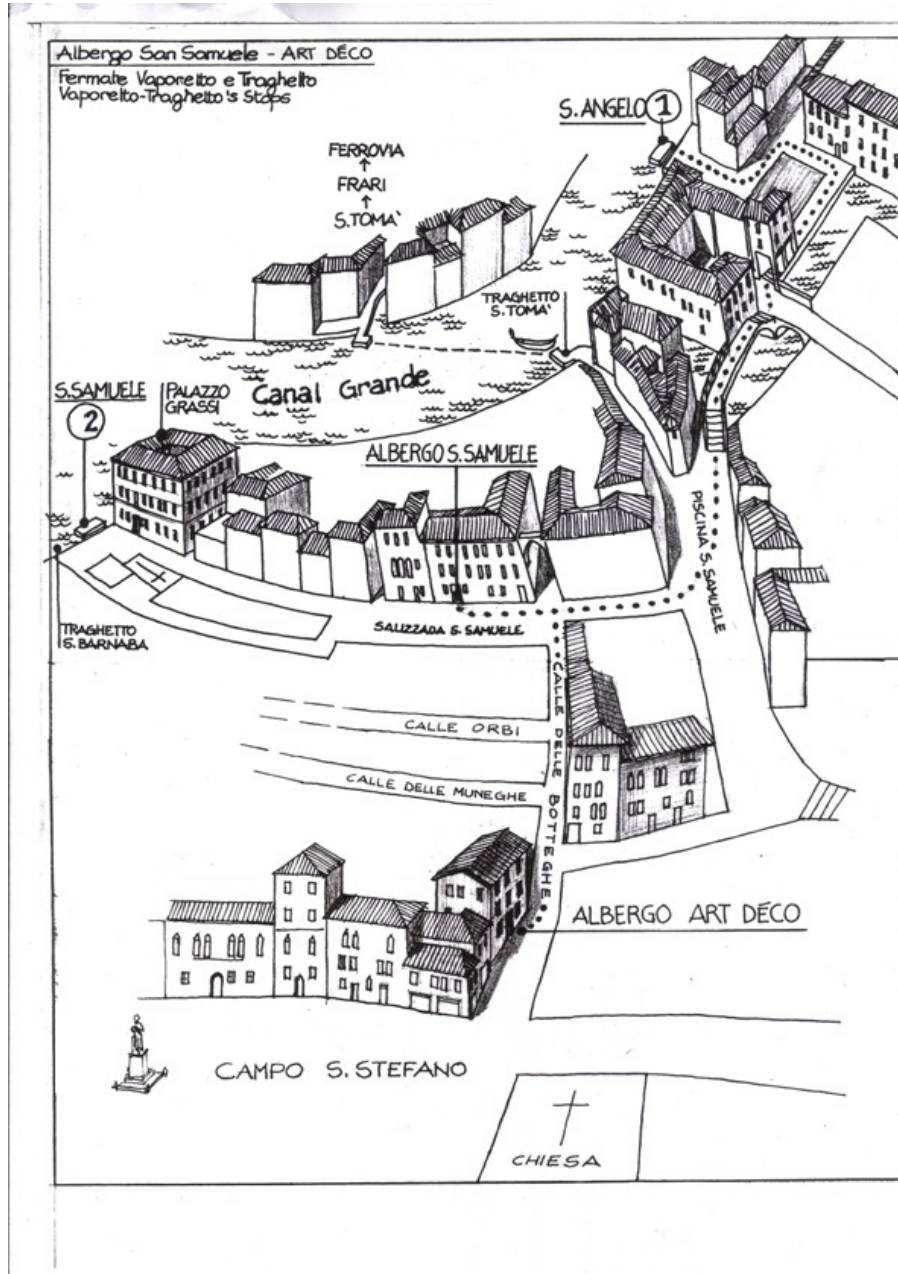 Albergo San Samuele - ART DÉCO
Fermate Vaporetto e Traghetto
Vaporetto-Traghetto's Stops
S. ANGELO 1
FERROVIA
↑
FRARI
↑
S. TOMA'
TRAGHETTO
S. TOMA'
Canal Grande
S. SAMUELE
2
PALAZZO
GRASSI
ALBERGO S. SAMUELE
PISCINA S. SAMUELE
TRAGHETTO
S. BARNABA
SALIZZADA S. SAMUELE
CALLE DELLE BOTTEGHE
CALLE ORBI
CALLE DELLE MUNEGHE
ALBERGO ART DÉCO
CAMPO S. STEFANO
CHIESA